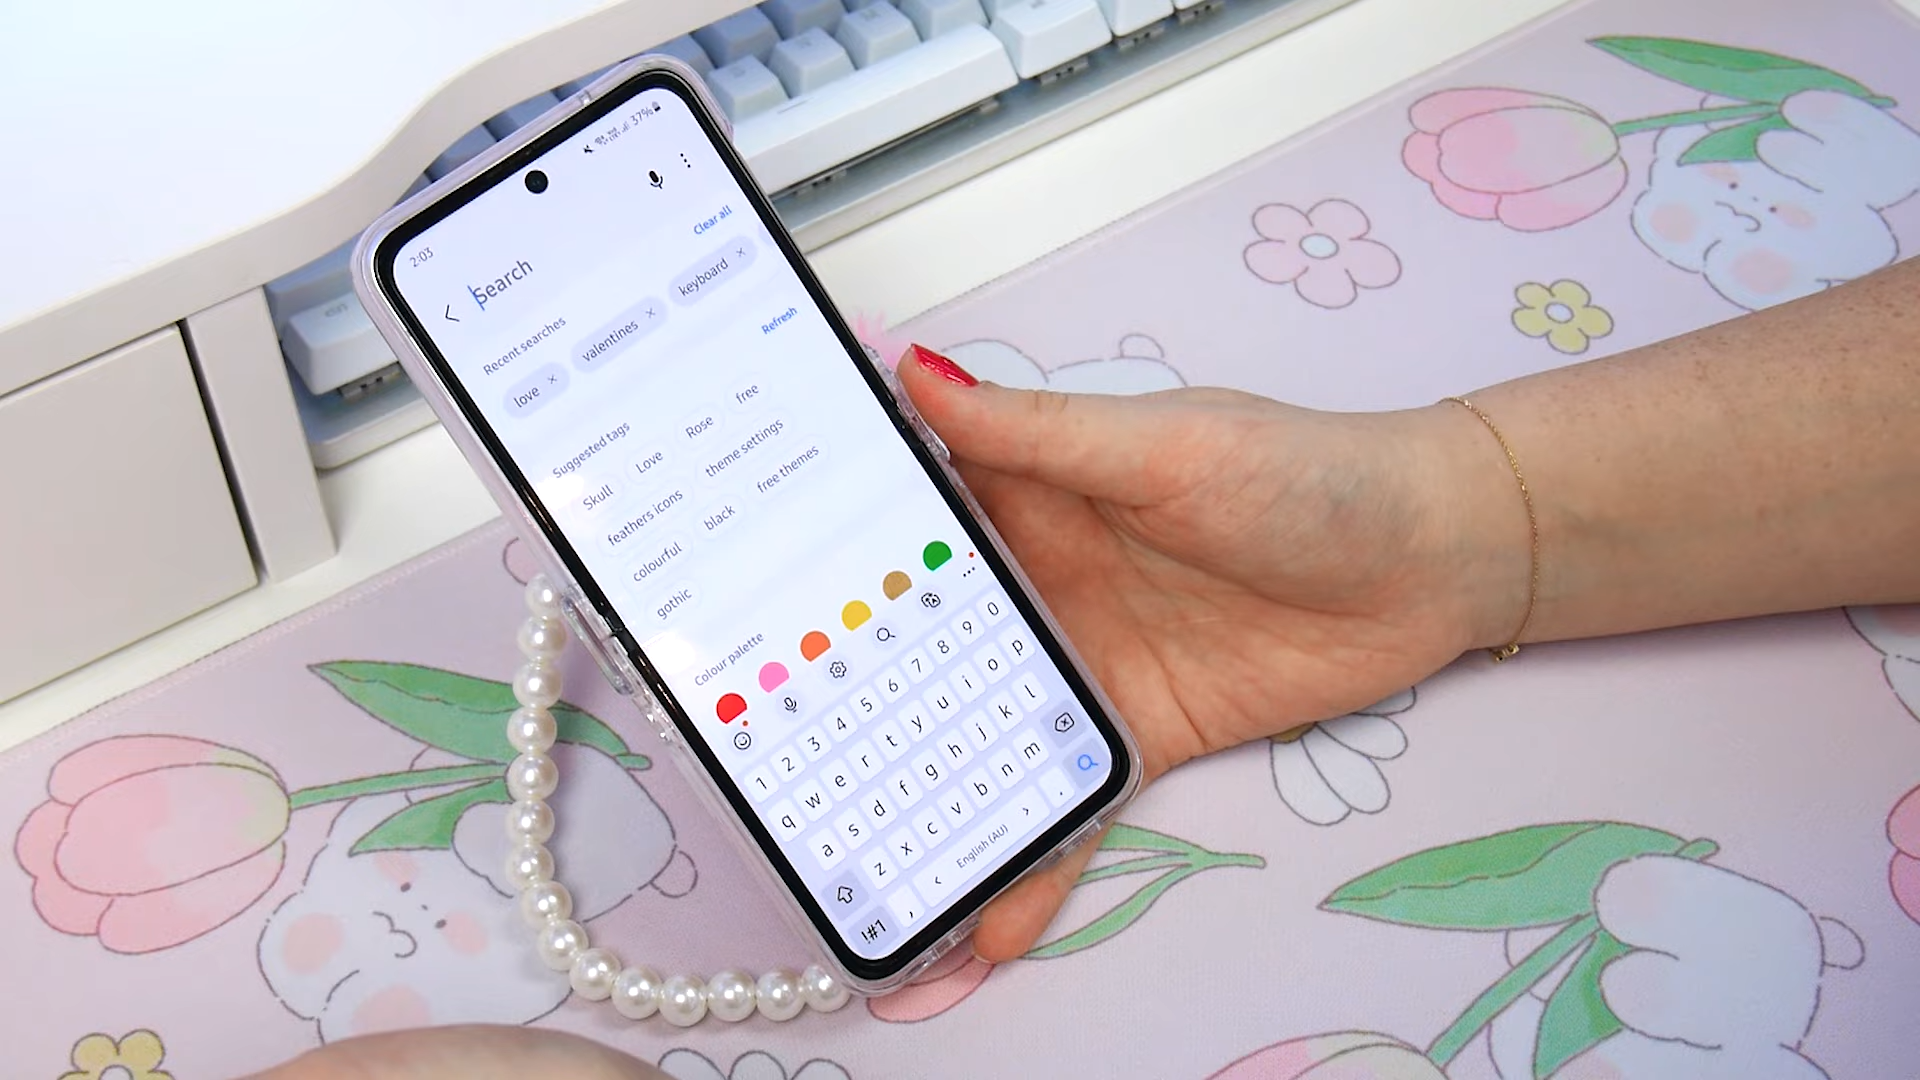 2:03 37%
Search
Recent searches Clear all
love × valentines × keyboard ×
Suggested tags Refresh
Skull Love Rose free
feathers icons theme settings
colourful black free themes
gothic
Colour palette
1 2 3 4 5 6 7 8 9 0
q w e r t y u i o p
a s d f g h j k l
z x c v b n m
!#1 , < English (AU) > .